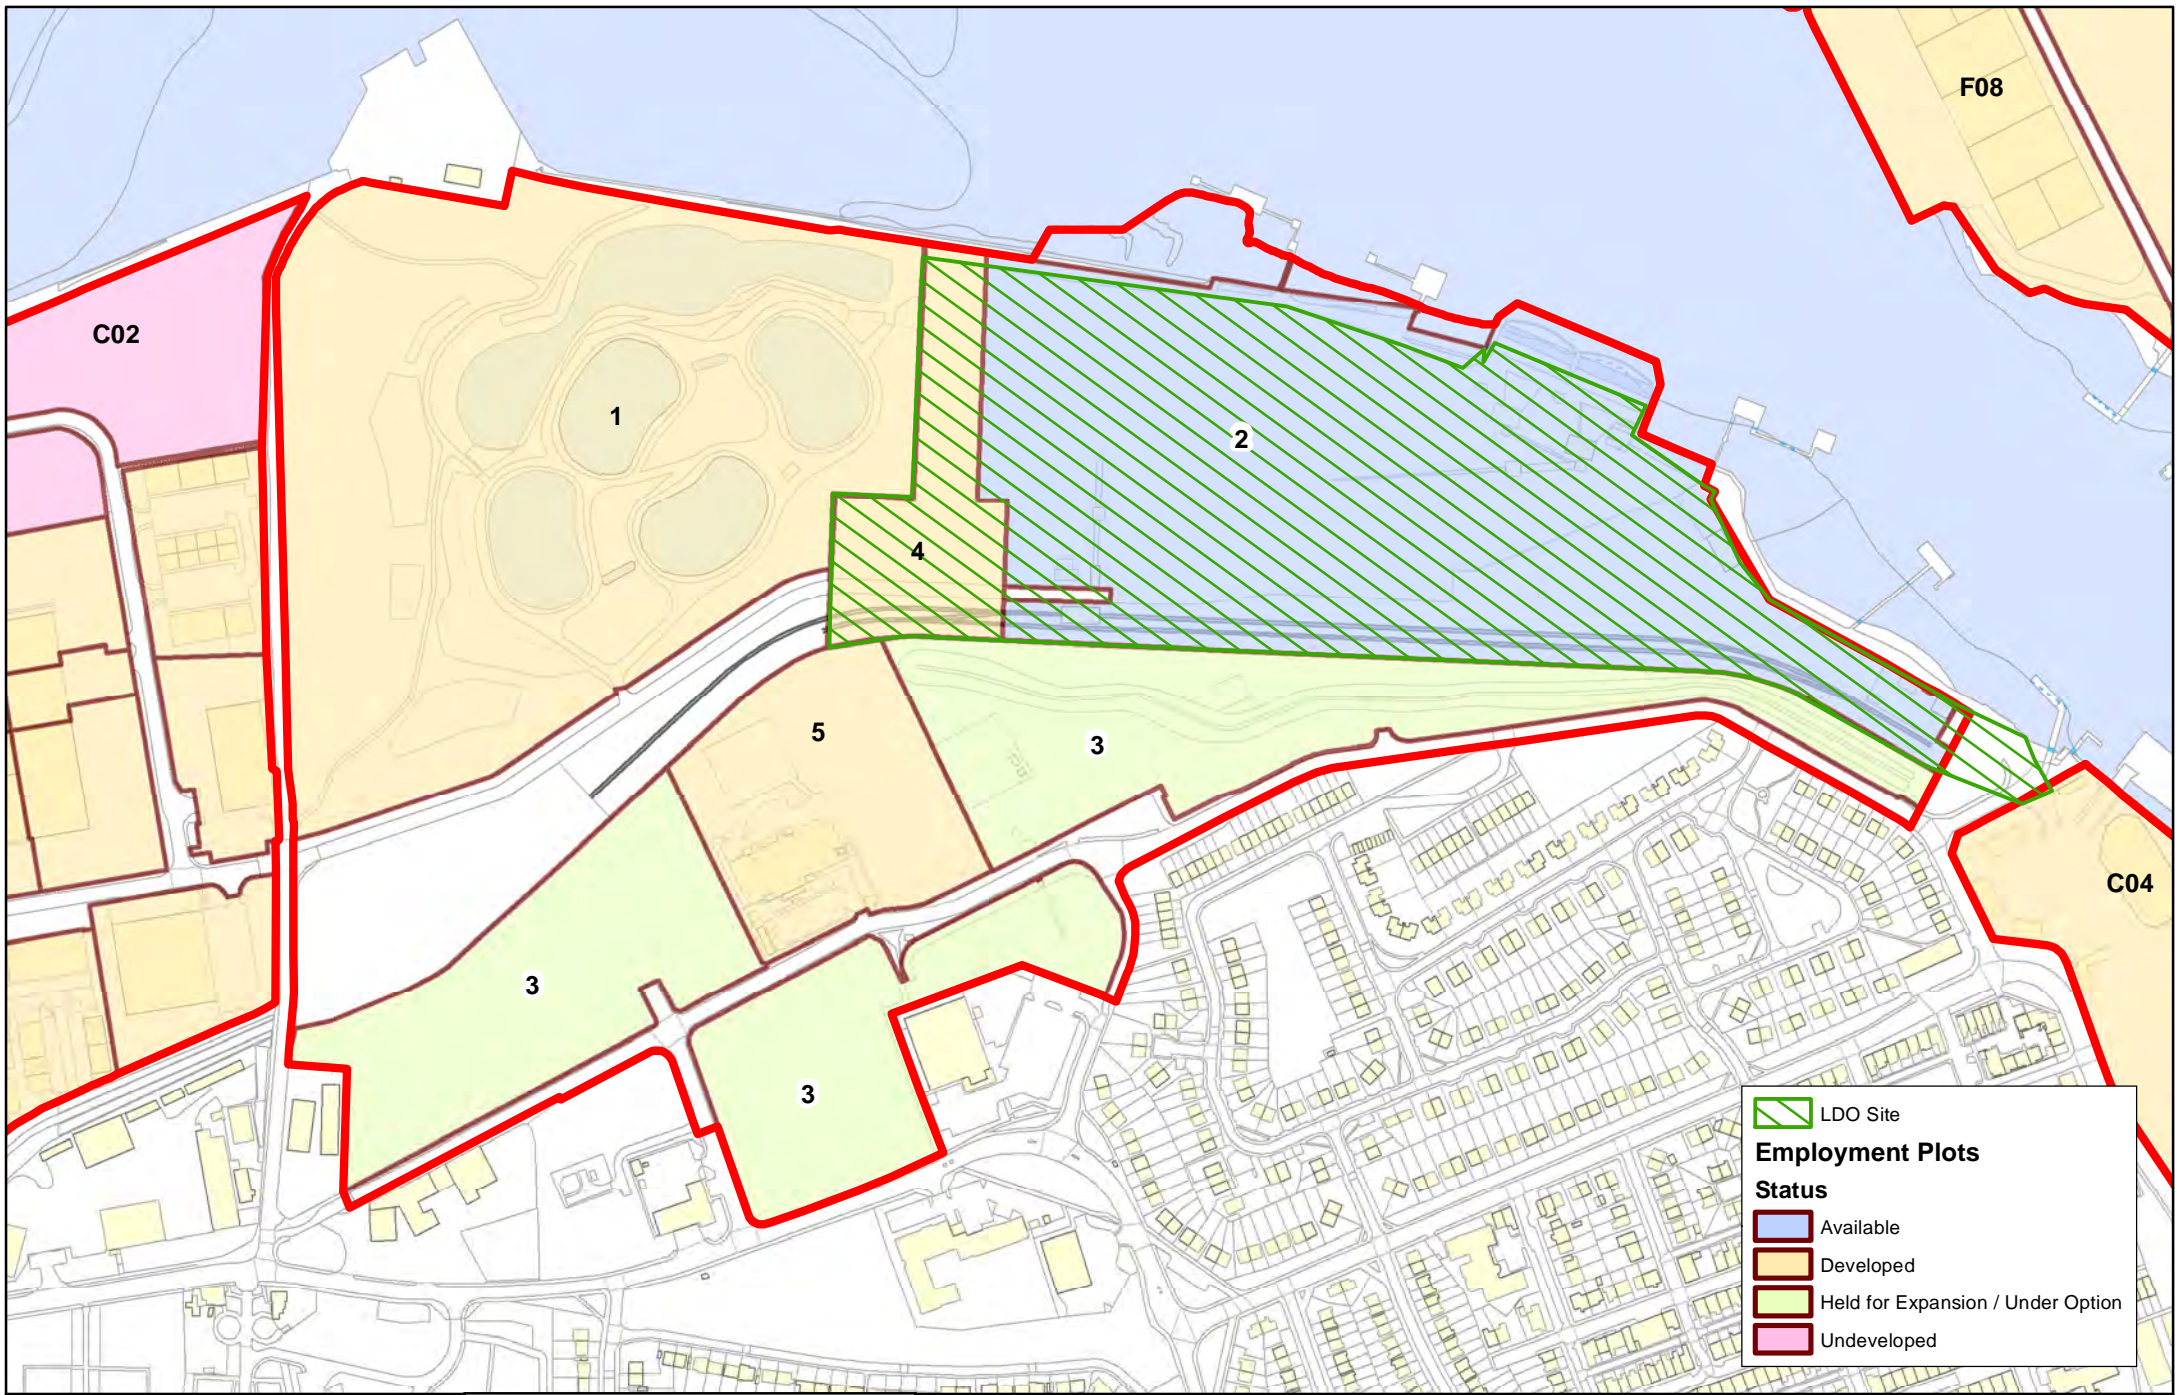 F08
C02
1
2
4
5
3
C04
3
3
LDO Site
Employment Plots
Status
Available
Developed
Held for Expansion / Under Option
Undeveloped